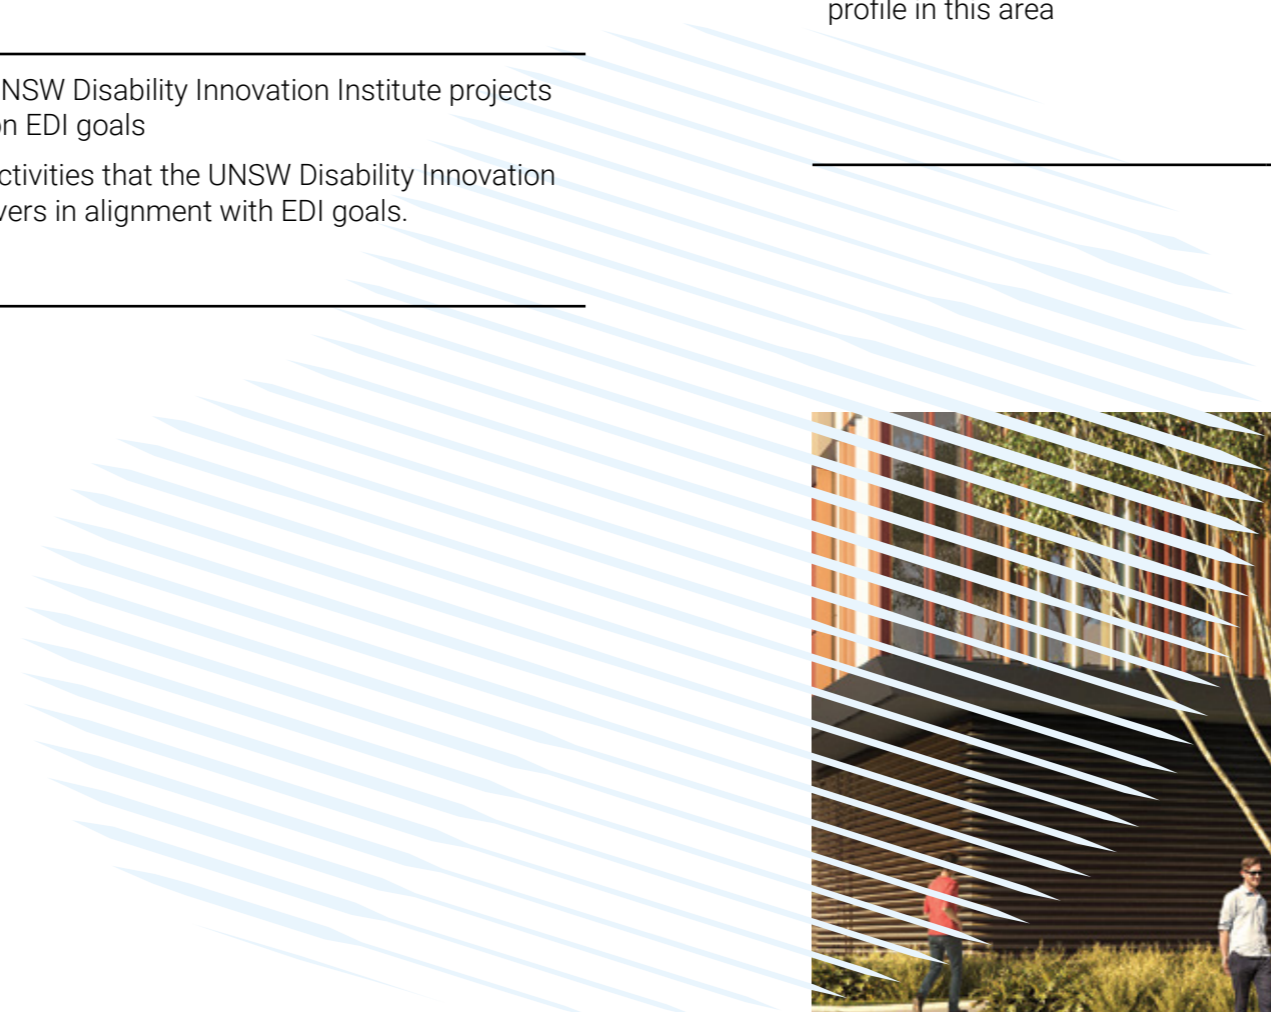 NSW Disability Innovation Institute projects
on EDI goals
ctivities that the UNSW Disability Innovation
vers in alignment with EDI goals.
profile in this area